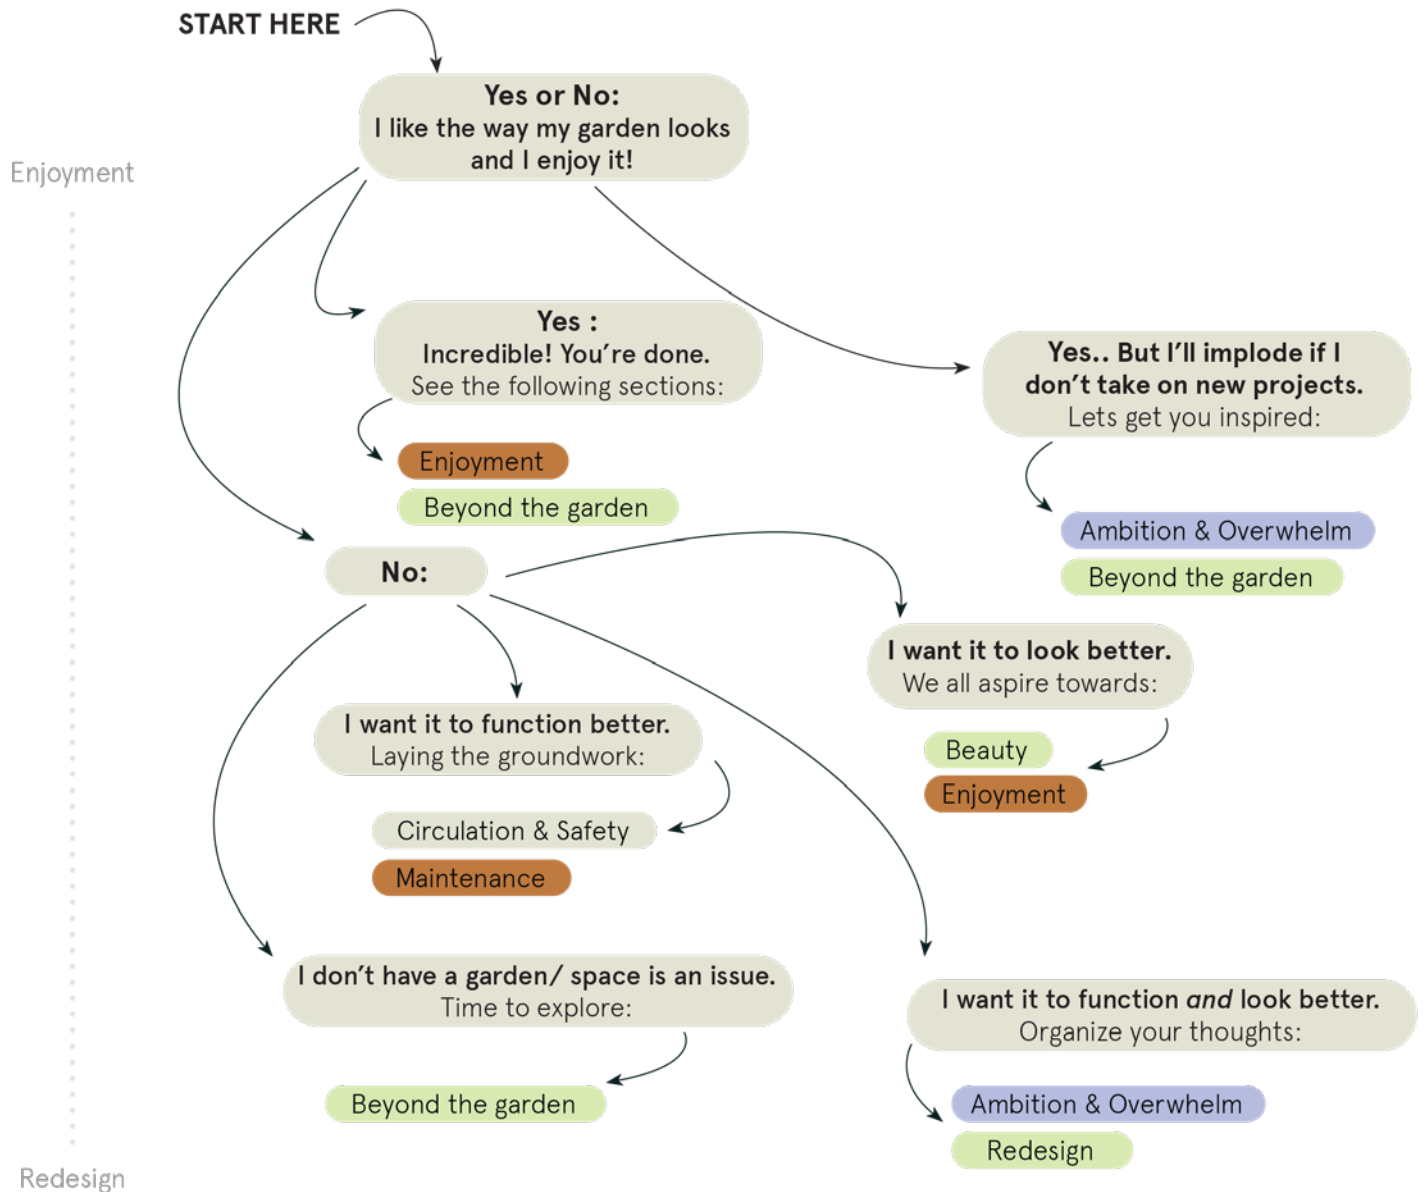 START HERE
Yes or No:
I like the way my garden looks
and I enjoy it!
Enjoyment
Yes :
Incredible! You're done.
See the following sections:
Enjoyment
Beyond the garden
Yes.. But I'll implode if I
don't take on new projects.
Lets get you inspired:
Ambition & Overwhelm
Beyond the garden
No:
I want it to look better.
We all aspire towards:
Beauty
Enjoyment
I want it to function better.
Laying the groundwork:
Circulation & Safety
Maintenance
I don't have a garden/ space is an issue.
Time to explore:
Beyond the garden
I want it to function and look better.
Organize your thoughts:
Ambition & Overwhelm
Redesign
Redesign